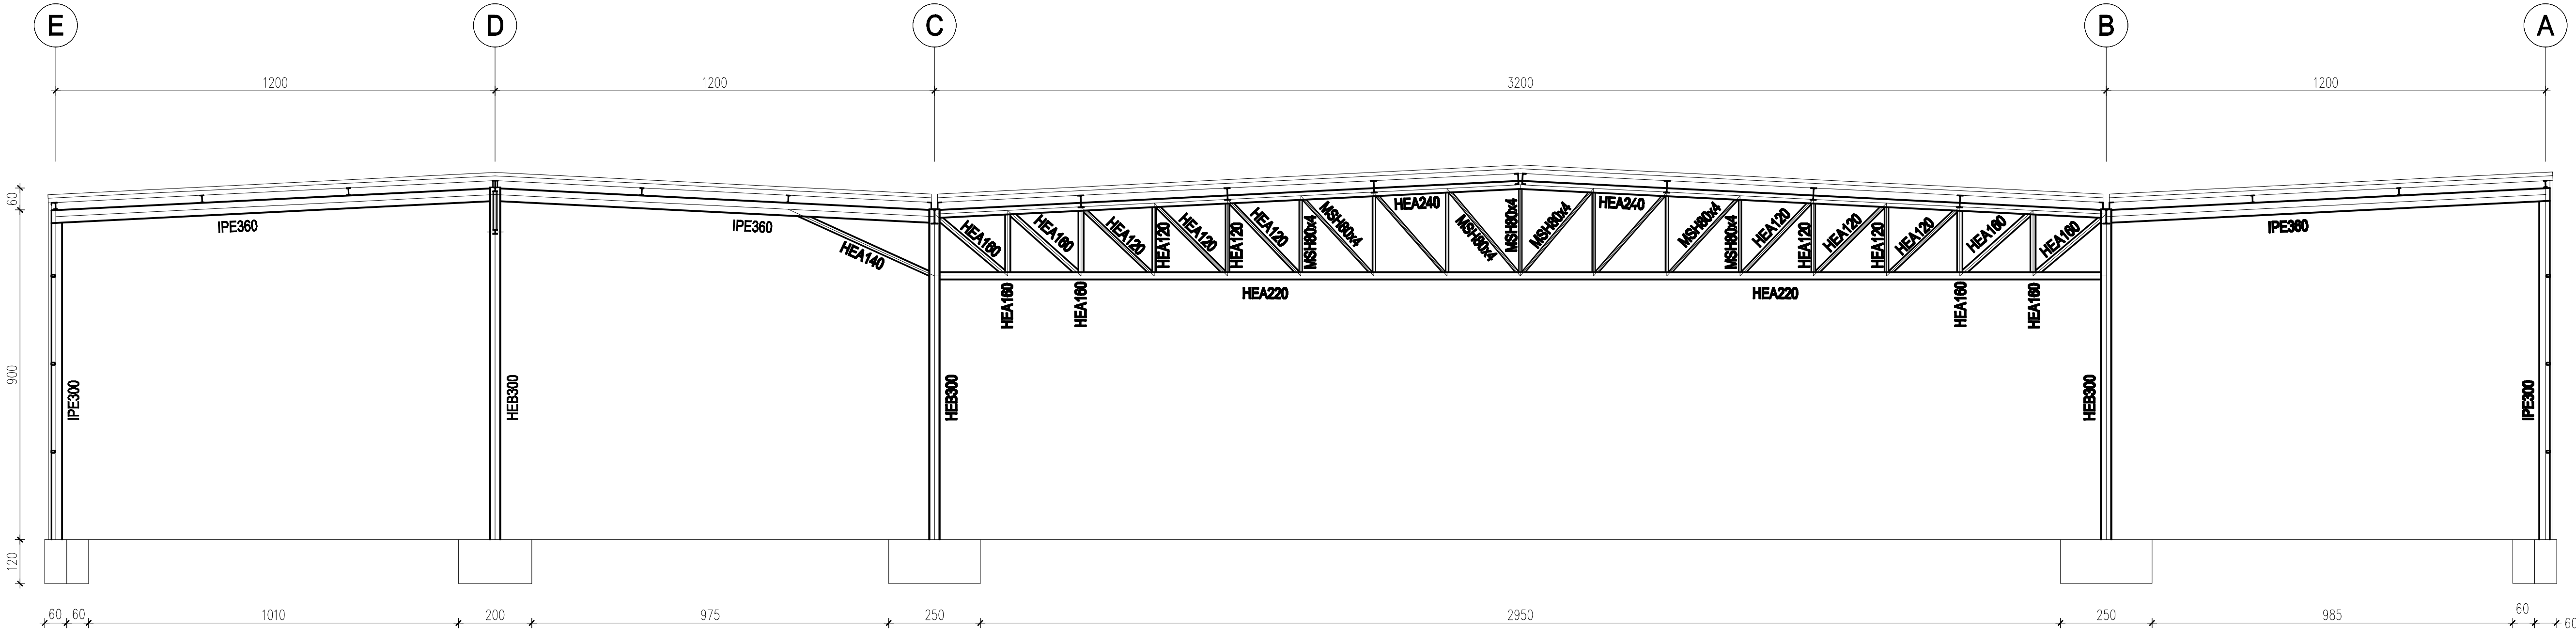 E D C B A
1200 1200 3200 1200
60
HEA240 HEA240
IPE360 IPE360 HEA140 HEA160 HEA160 HEA120 HEA120 HEA120 HEA120 HEA120 MSH80x4 MSH80x4 MSH80x4 MSH80x4 MSH80x4 MSH80x4 MSH80x4 HEA120 HEA120 HEA120 HEA120 HEA120 HEA160 HEA160 IPE360
HEA160 HEA160 HEA220 HEA220 HEA160 HEA160
900
IPE300 HEB300 HEB300 HEB300 IPE300
120
60 60 1010 200 975 250 2950 250 985 60 60